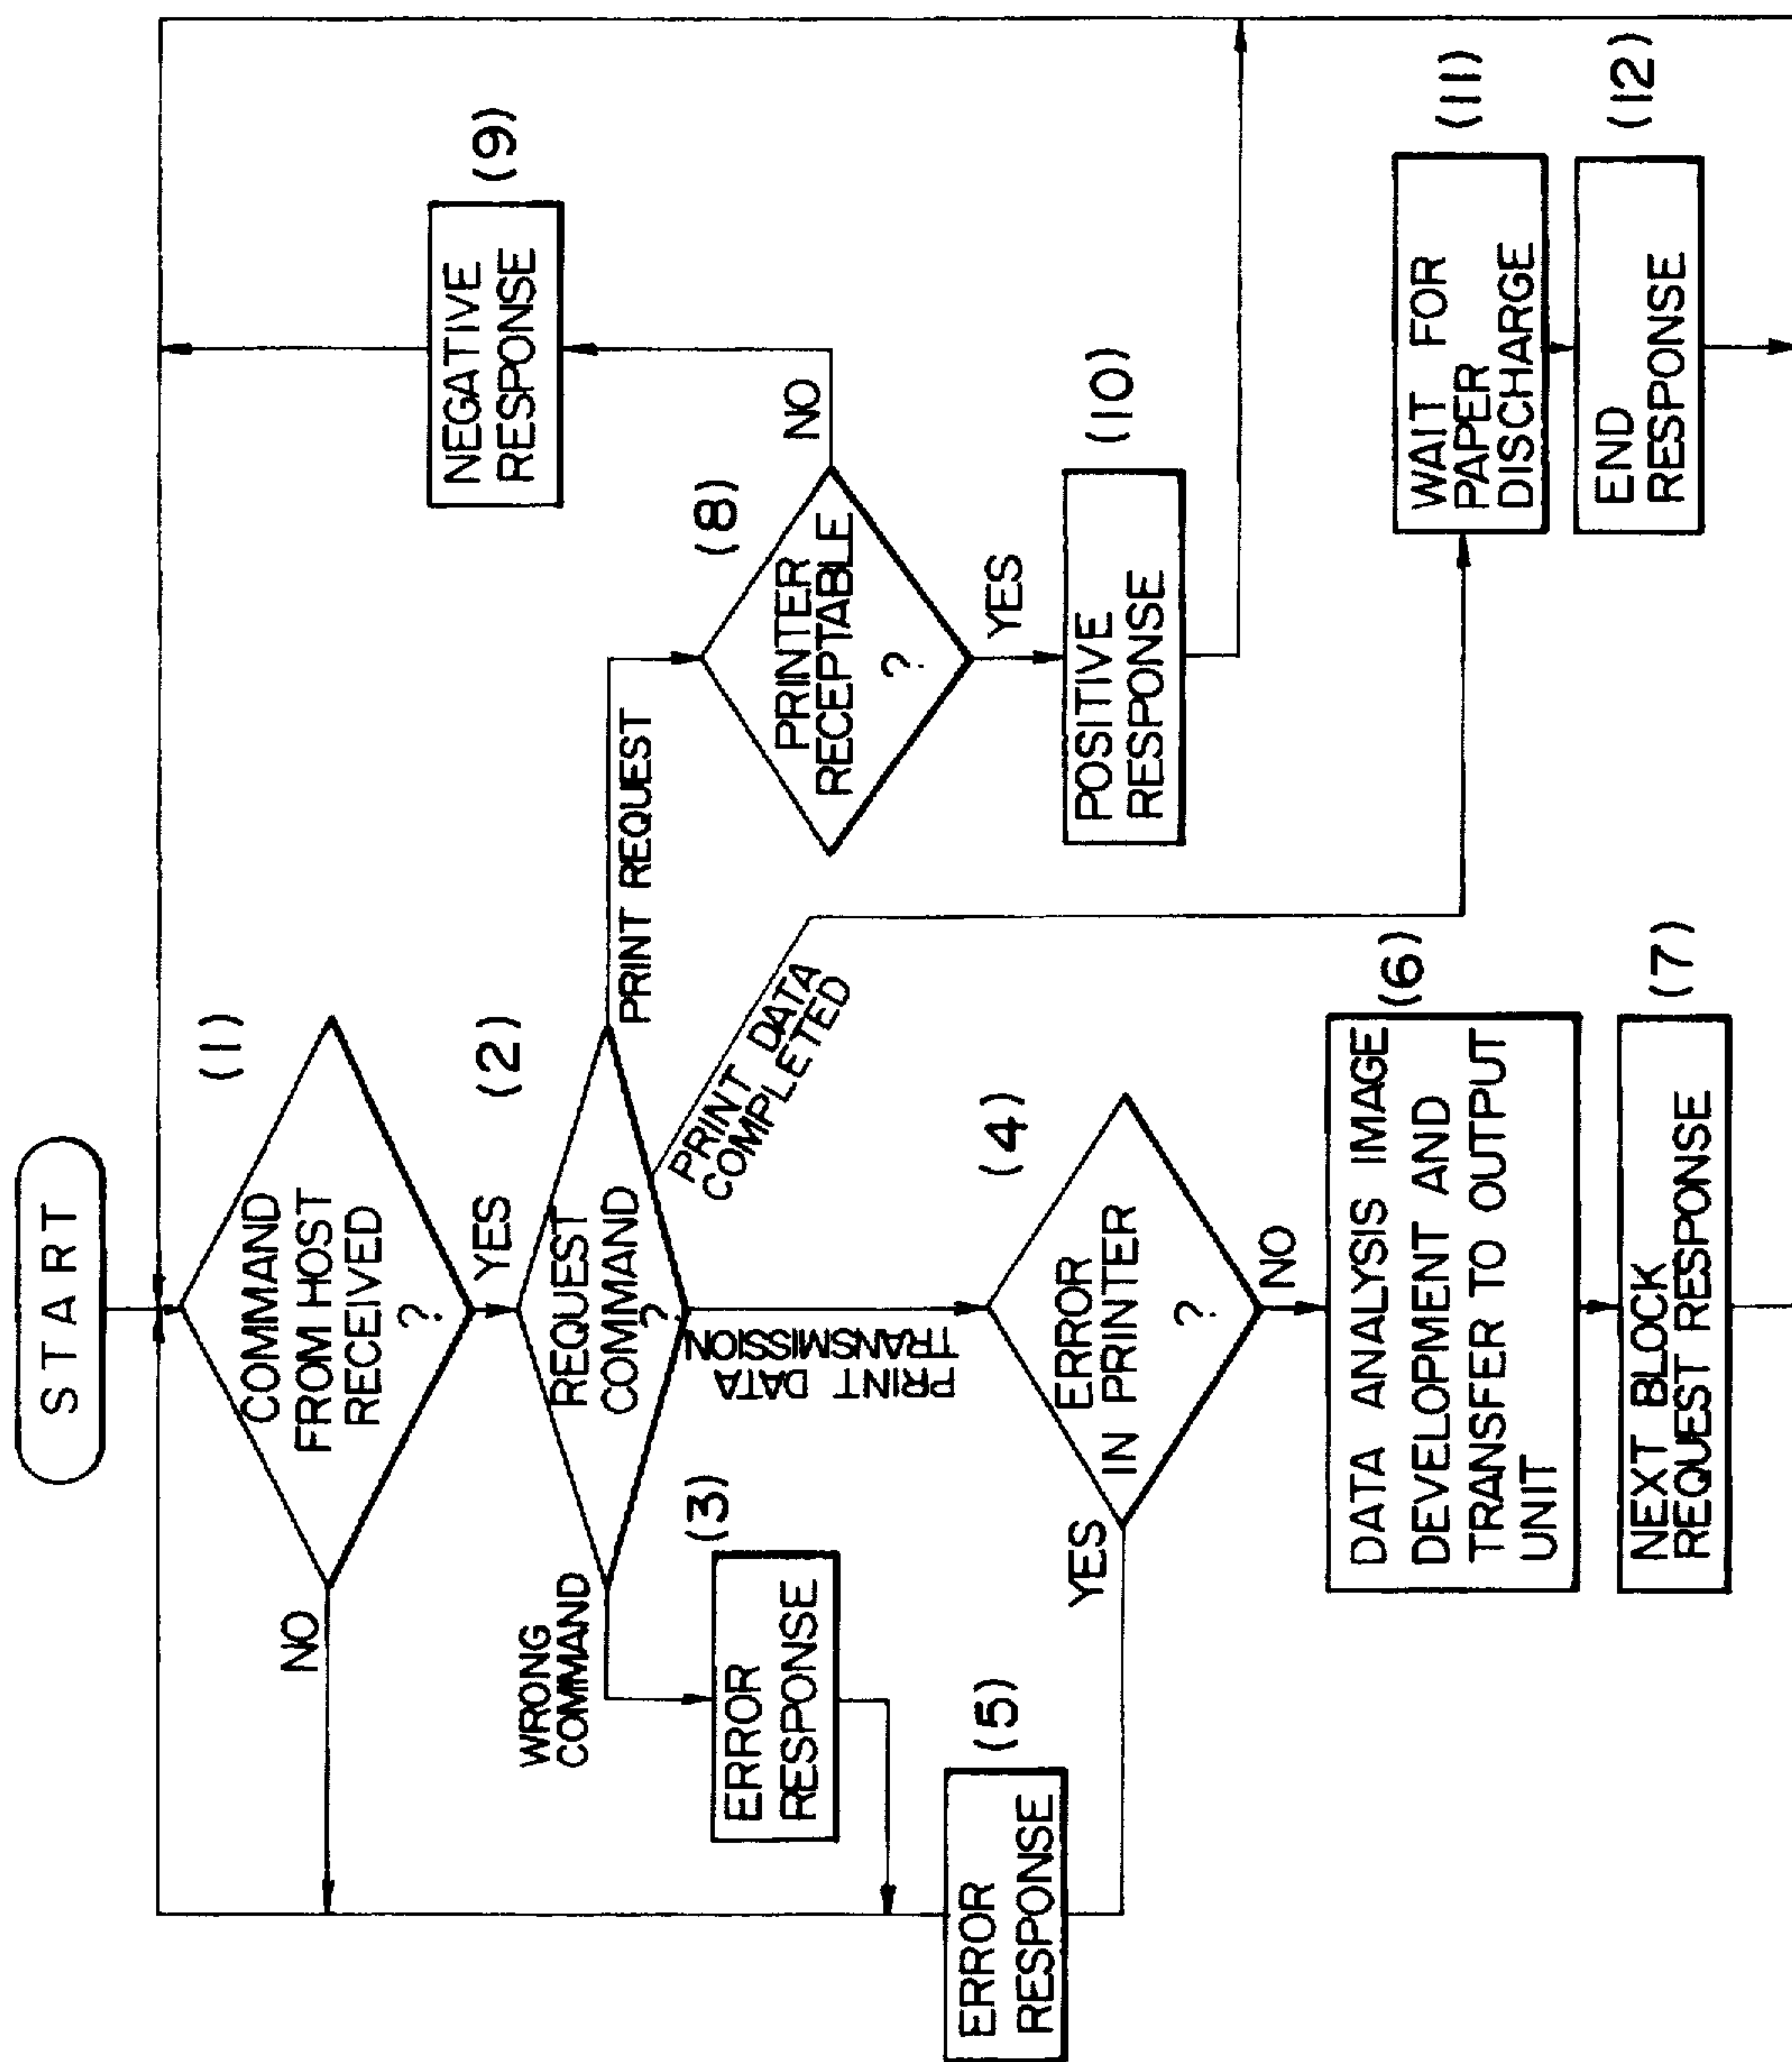 START
(1)
COMMAND
FROM HOST
RECEIVED
?
NO
YES
(2)
REQUEST
COMMAND
?
WRONG
COMMAND
(3)
ERROR
RESPONSE
PRINT DATA
TRANSMISSION
PRINT DATA
COMPLETED
PRINT REQUEST
(4)
ERROR
IN PRINTER
?
YES
NO
(5)
ERROR
RESPONSE
(6)
DATA ANALYSIS IMAGE
DEVELOPMENT AND
TRANSFER TO OUTPUT
UNIT
(7)
NEXT BLOCK
REQUEST RESPONSE
(8)
PRINTER
RECEPTABLE
?
NO
YES
(9)
NEGATIVE
RESPONSE
(10)
POSITIVE
RESPONSE
(11)
WAIT FOR
PAPER
DISCHARGE
(12)
END
RESPONSE